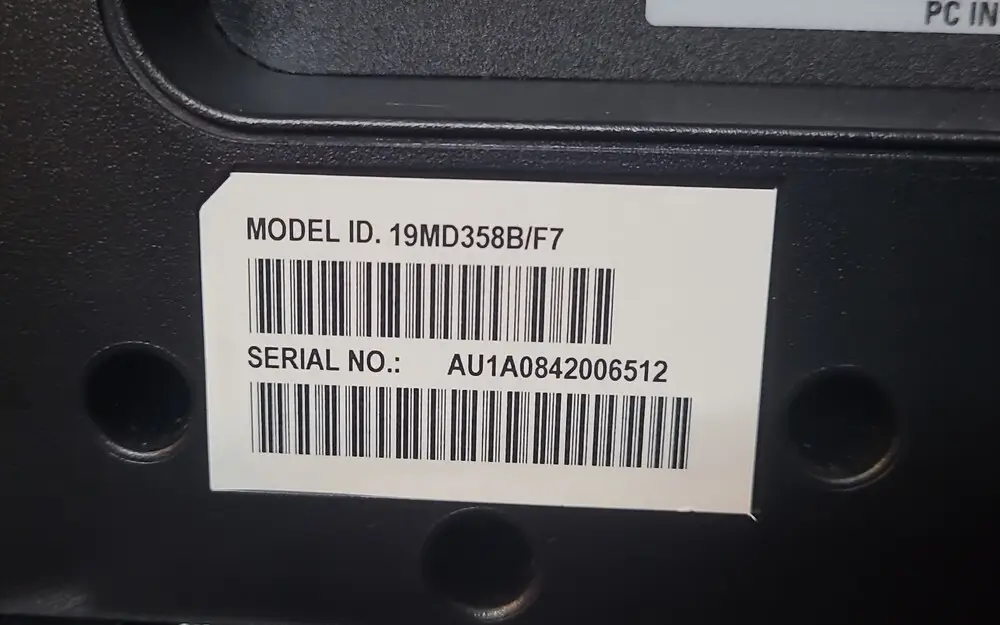 PC IN
MODEL ID. 19MD358B/F7
SERIAL NO.: AU1A0842006512